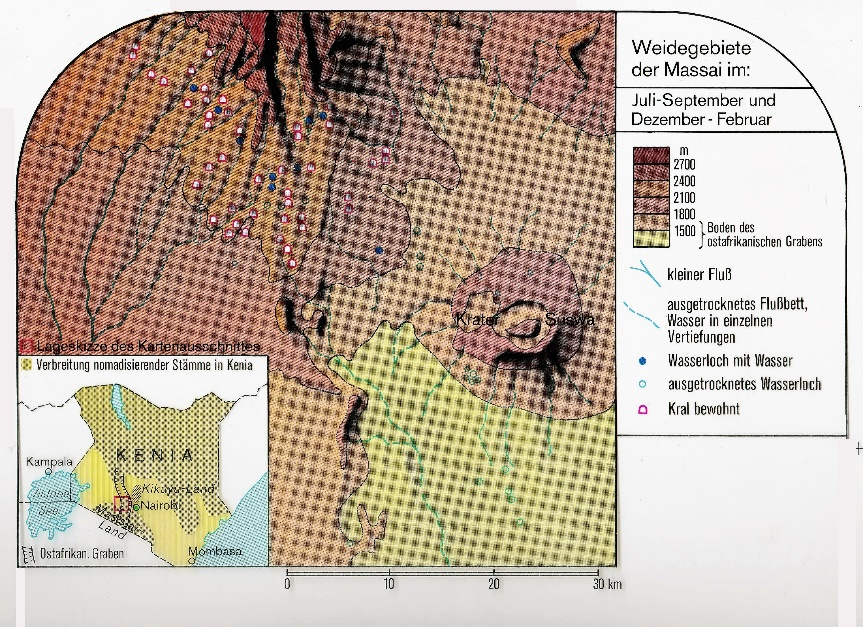 Weidegebiete
der Massai im:
Juli-September und
Dezember - Februar
m
2700
2400
2100
1800
1500
Boden des
ostafrikanischen Grabens
kleiner Fluß
ausgetrocknetes Flußbett,
Wasser in einzelnen
Vertiefungen
Wasserloch mit Wasser
ausgetrocknetes Wasserloch
Kral bewohnt
Krater Suswa
Lageskizze des Kartenausschnittes
Verbreitung nomadisierender Stämme in Kenia
KENIA
Kampala
Kikuyu-Land
Nairobi
Land
Ostafrikan. Graben
Mombasa
0 10 20 30 km